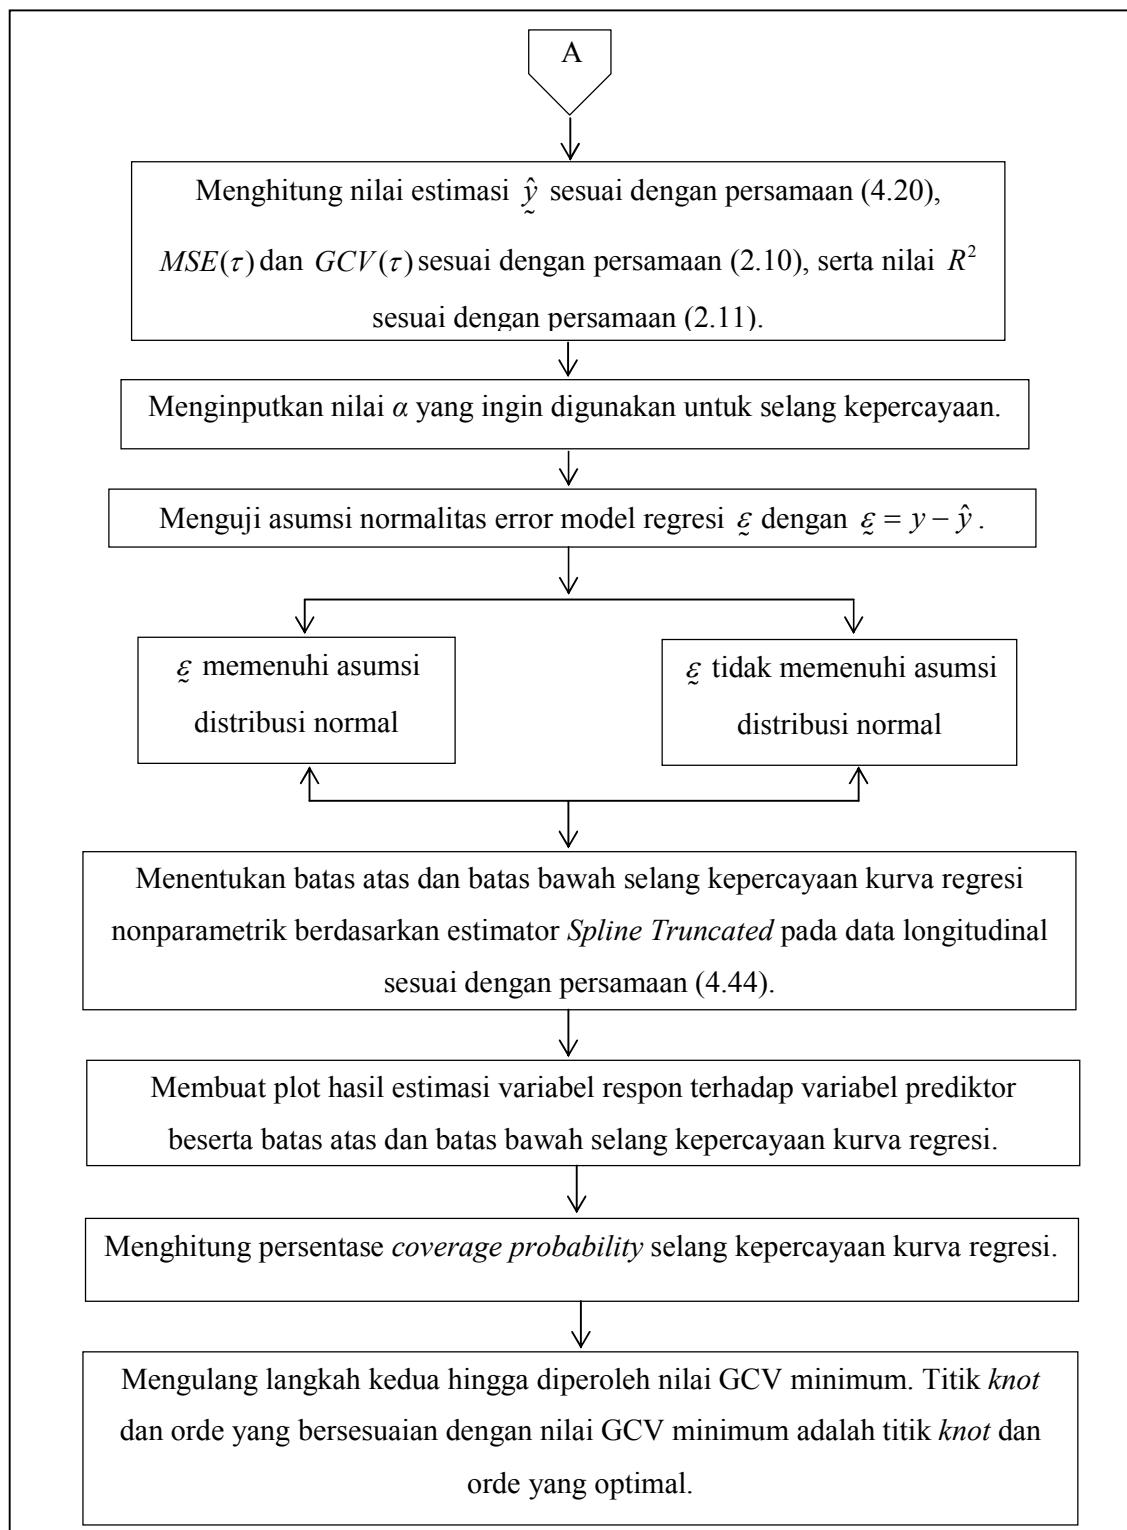 A
Menghitung nilai estimasi ŷ̰ sesuai dengan persamaan (4.20),
MSE(τ) dan GCV(τ) sesuai dengan persamaan (2.10), serta nilai R²
sesuai dengan persamaan (2.11).
Menginputkan nilai α yang ingin digunakan untuk selang kepercayaan.
Menguji asumsi normalitas error model regresi ε̰ dengan ε̰ = y − ŷ .
ε̰ memenuhi asumsi
distribusi normal
ε̰ tidak memenuhi asumsi
distribusi normal
Menentukan batas atas dan batas bawah selang kepercayaan kurva regresi
nonparametrik berdasarkan estimator Spline Truncated pada data longitudinal
sesuai dengan persamaan (4.44).
Membuat plot hasil estimasi variabel respon terhadap variabel prediktor
beserta batas atas dan batas bawah selang kepercayaan kurva regresi.
Menghitung persentase coverage probability selang kepercayaan kurva regresi.
Mengulang langkah kedua hingga diperoleh nilai GCV minimum. Titik knot
dan orde yang bersesuaian dengan nilai GCV minimum adalah titik knot dan
orde yang optimal.